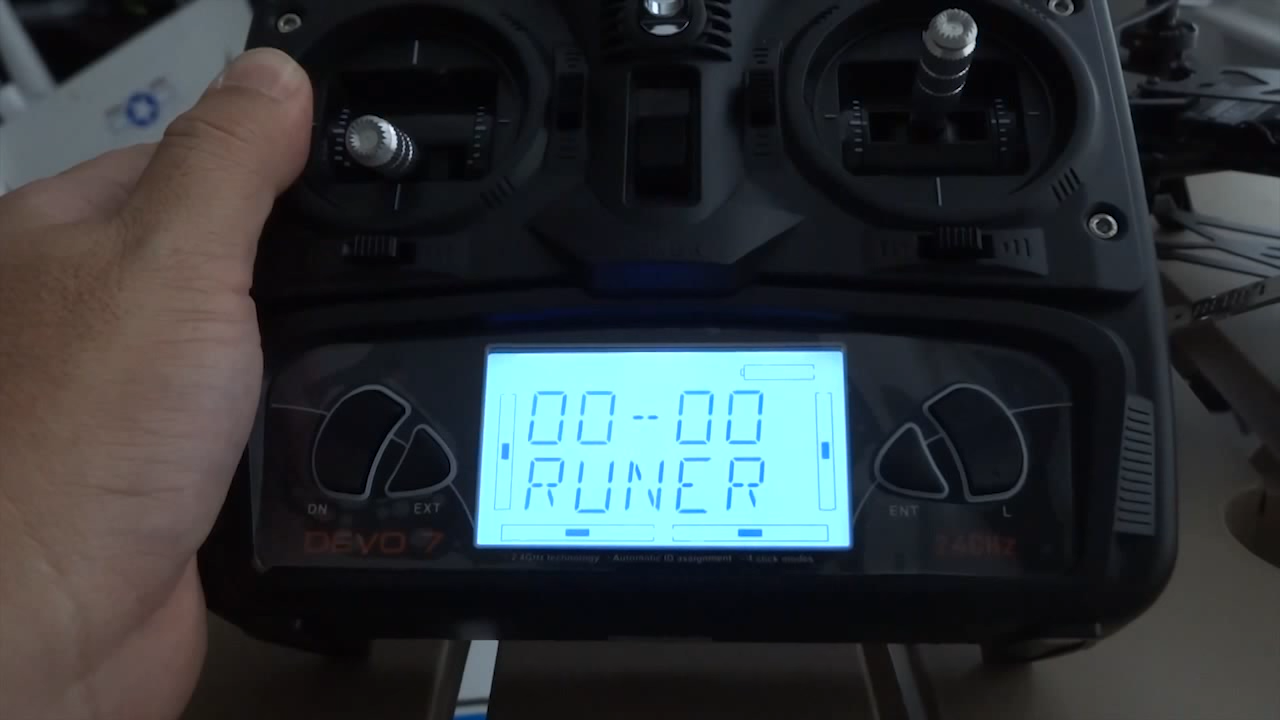 00--00
RUNER
DN
EXT
ENT
L
DEVO 7
2.4GHz
2.4GHz technology · Automatic ID assignment · 4 stick modes